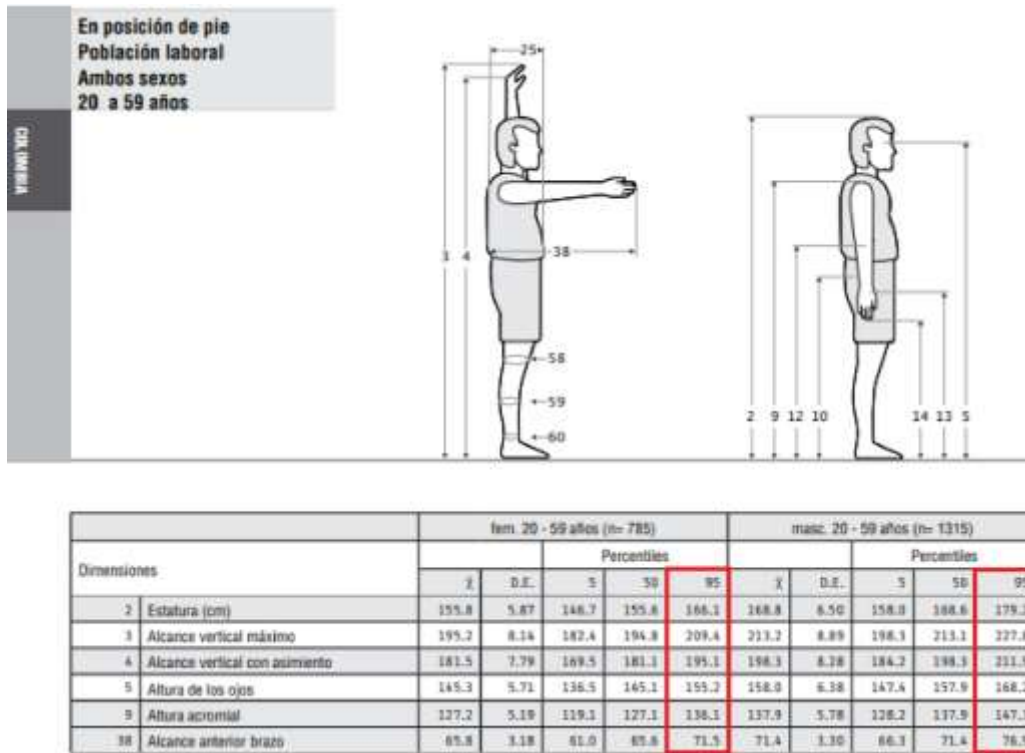 En posición de pie
Población laboral
Ambos sexos
20 a 59 años
COLOMBIA
25
3 4
38
58
59
60
2 9 12 10 14 13 5
fem. 20 - 59 años (n= 785) masc. 20 - 59 años (n= 1315)
Dimensiones Percentiles Percentiles
D.E. 5 50 95 D.E. 5 50 95
2 Estatura (cm) 155.8 5.87 146.7 155.6 166.1 168.8 6.50 158.0 168.6
3 Alcance vertical máximo 195.2 8.14 182.4 194.8 209.4 213.2 8.89 198.3 213.1
4 Alcance vertical con asimiento 181.5 7.79 169.5 181.1 195.1 198.3 8.28 184.2 198.3
5 Altura de los ojos 145.3 5.71 136.5 145.1 155.2 158.0 6.38 147.4 157.9
9 Altura acromial 127.2 5.19 119.1 127.1 136.1 137.9 5.78 128.2 137.9
38 Alcance anterior brazo 65.8 3.18 61.0 65.6 71.5 71.4 3.30 66.3 71.4